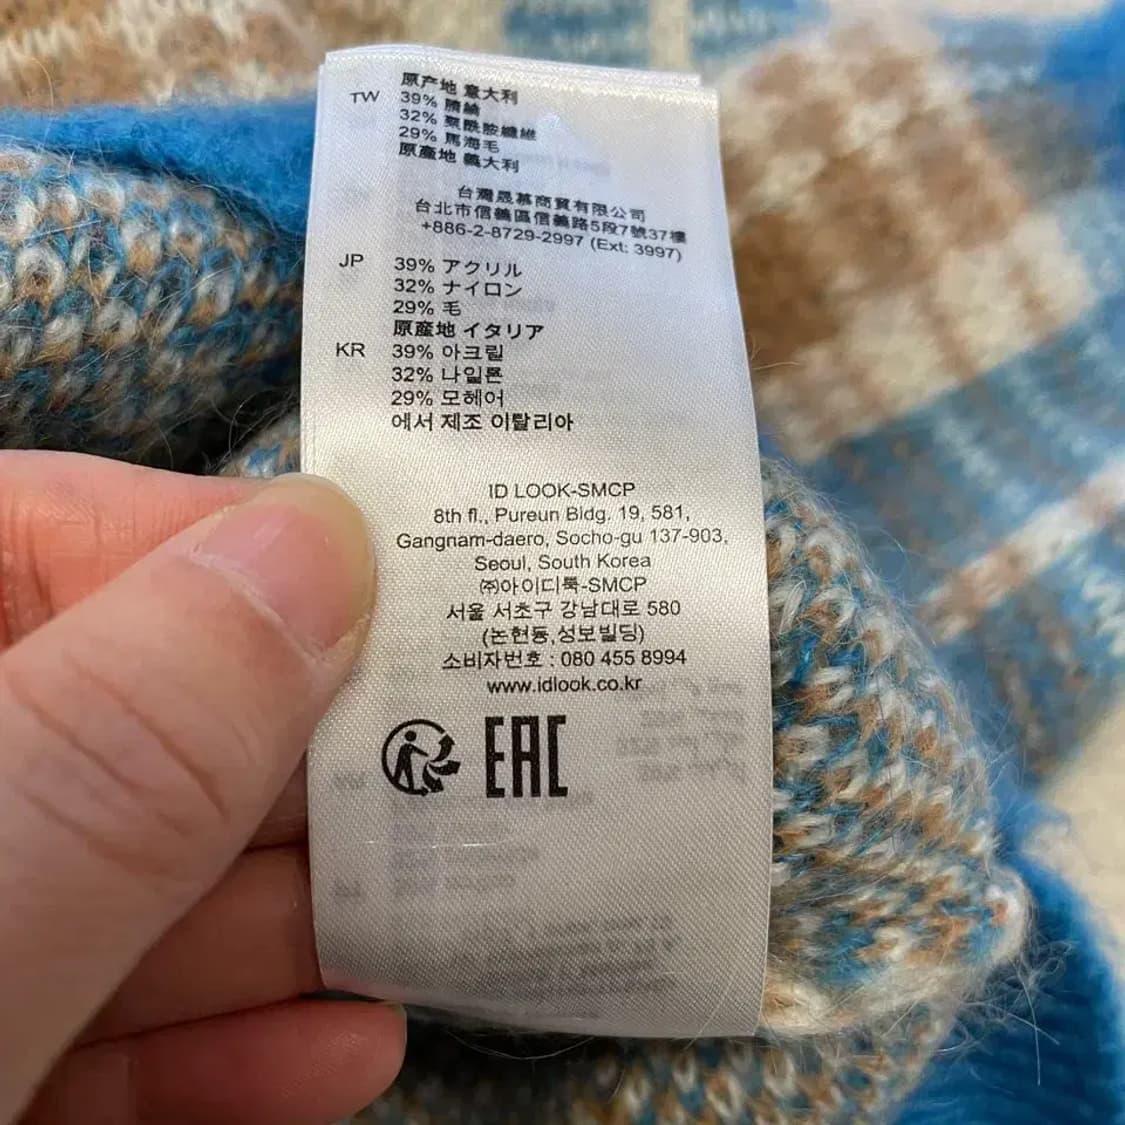 原产地 意大利
TW 39% 腈綸
32% 聚酰胺纖維
29% 馬海毛
原產地 義大利
台灣晟慕商貿有限公司
台北市信義區信義路5段7號37樓
+886-2-8729-2997 (Ext: 3997)
JP 39% アクリル
32% ナイロン
29% 毛
原産地 イタリア
KR 39% 아크릴
32% 나일론
29% 모헤어
에서 제조 이탈리아
ID LOOK-SMCP
8th fl., Pureun Bldg. 19, 581,
Gangnam-daero, Socho-gu 137-903,
Seoul, South Korea
㈜아이디룩-SMCP
서울 서초구 강남대로 580
(논현동,성보빌딩)
소비자번호 : 080 455 8994
www.idlook.co.kr
EAC